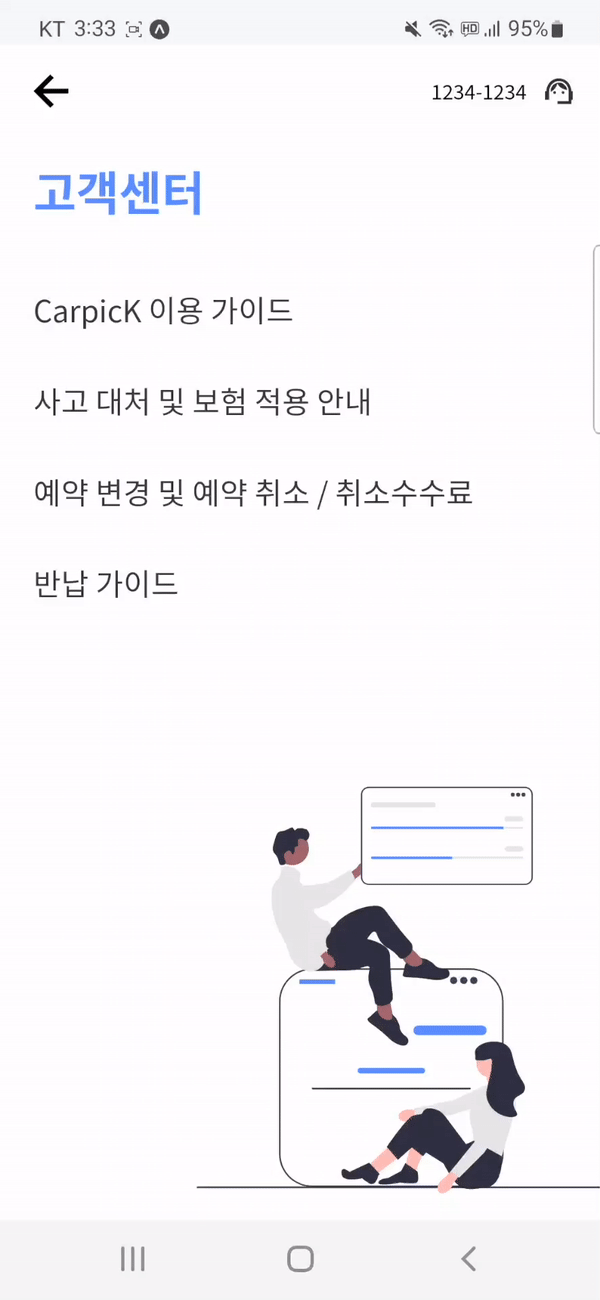 KT 3:33 HD 95%
1234-1234
고객센터
CarpicK 이용 가이드
사고 대처 및 보험 적용 안내
예약 변경 및 예약 취소 / 취소수수료
반납 가이드